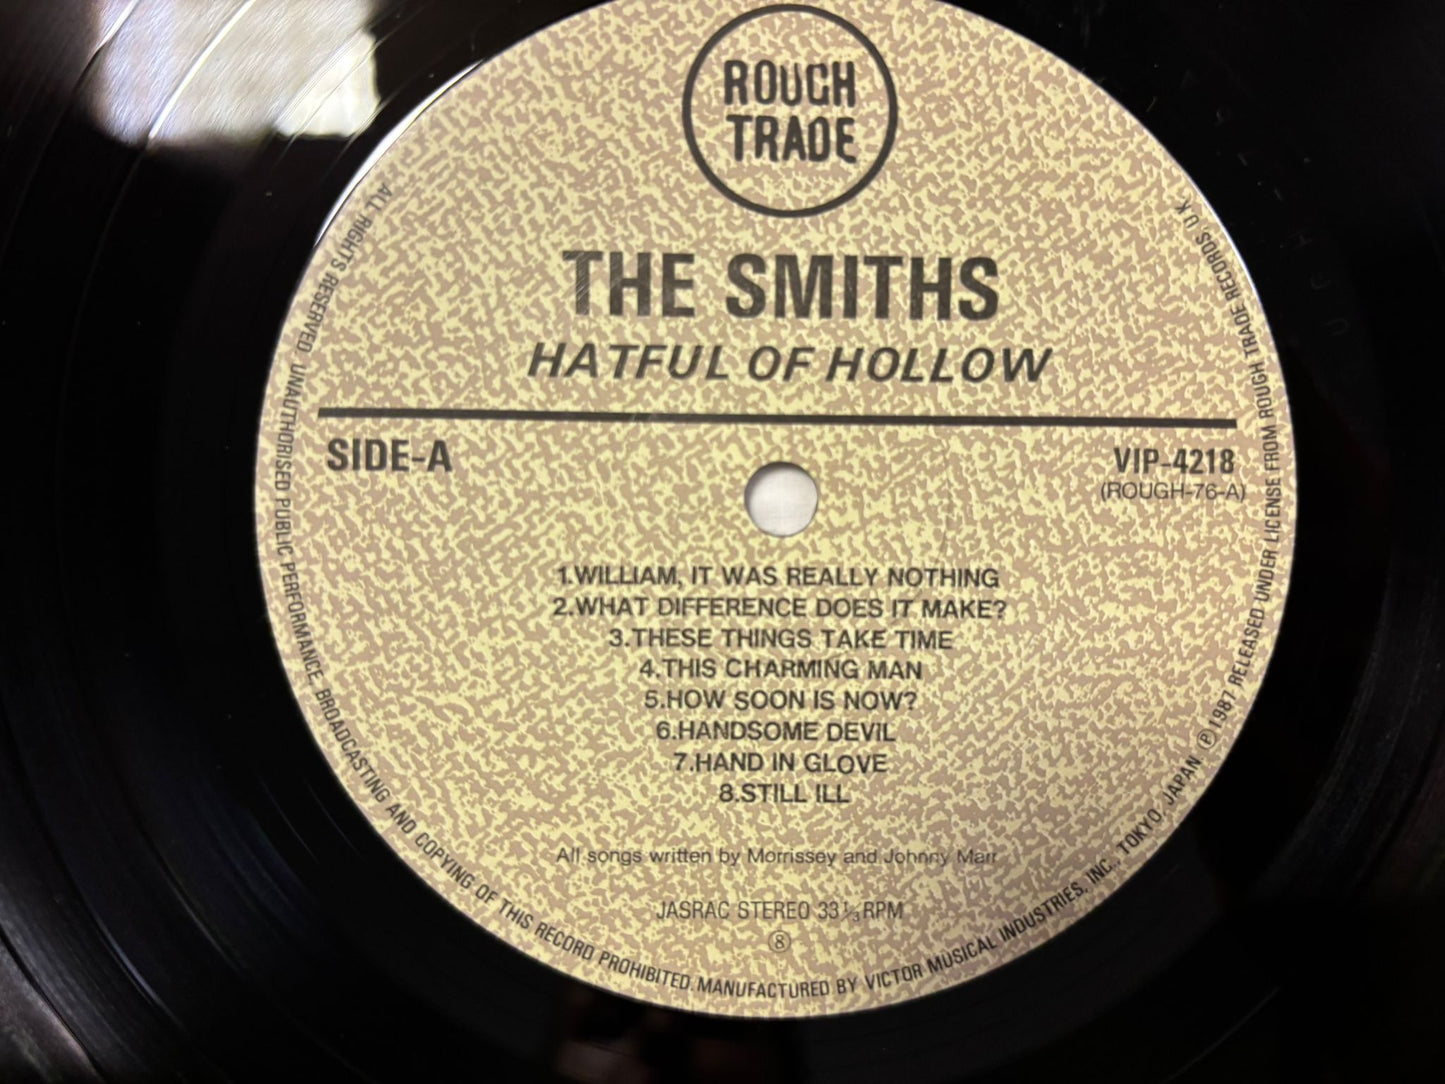 ROUGH
TRADE
THE SMITHS
HATFUL OF HOLLOW
SIDE-A
VIP-4218
(ROUGH-76-A)
1.WILLIAM, IT WAS REALLY NOTHING
2.WHAT DIFFERENCE DOES IT MAKE?
3.THESE THINGS TAKE TIME
4.THIS CHARMING MAN
5.HOW SOON IS NOW?
6.HANDSOME DEVIL
7.HAND IN GLOVE
8.STILL ILL
All songs written by Morrissey and Johnny Marr
JASRAC STEREO 33 1/3 RPM
⑧
ALL RIGHTS RESERVED. UNAUTHORISED PUBLIC PERFORMANCE, BROADCASTING AND COPYING OF THIS RECORD PROHIBITED. MANUFACTURED BY VICTOR MUSICAL INDUSTRIES, INC., TOKYO, JAPAN ℗ 1987 RELEASED UNDER LICENSE FROM ROUGH TRADE RECORDS U.K